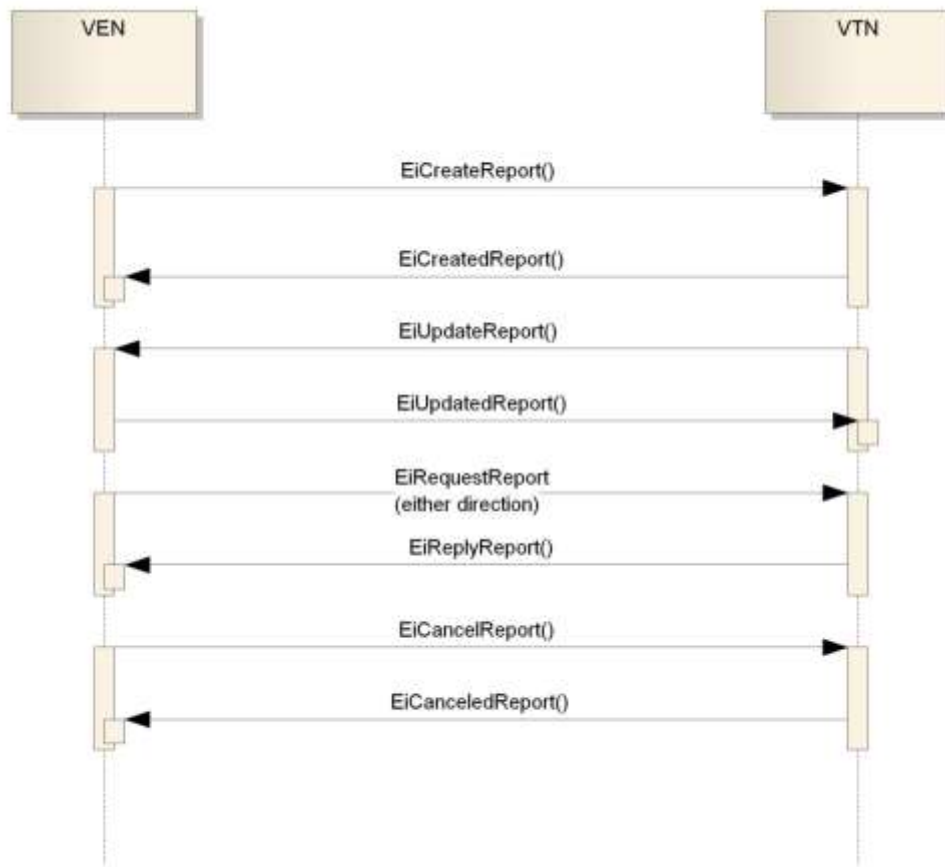 VEN
VTN
EiCreateReport()
EiCreatedReport()
EiUpdateReport()
EiUpdatedReport()
EiRequestReport
(either direction)
EiReplyReport()
EiCancelReport()
EiCanceledReport()